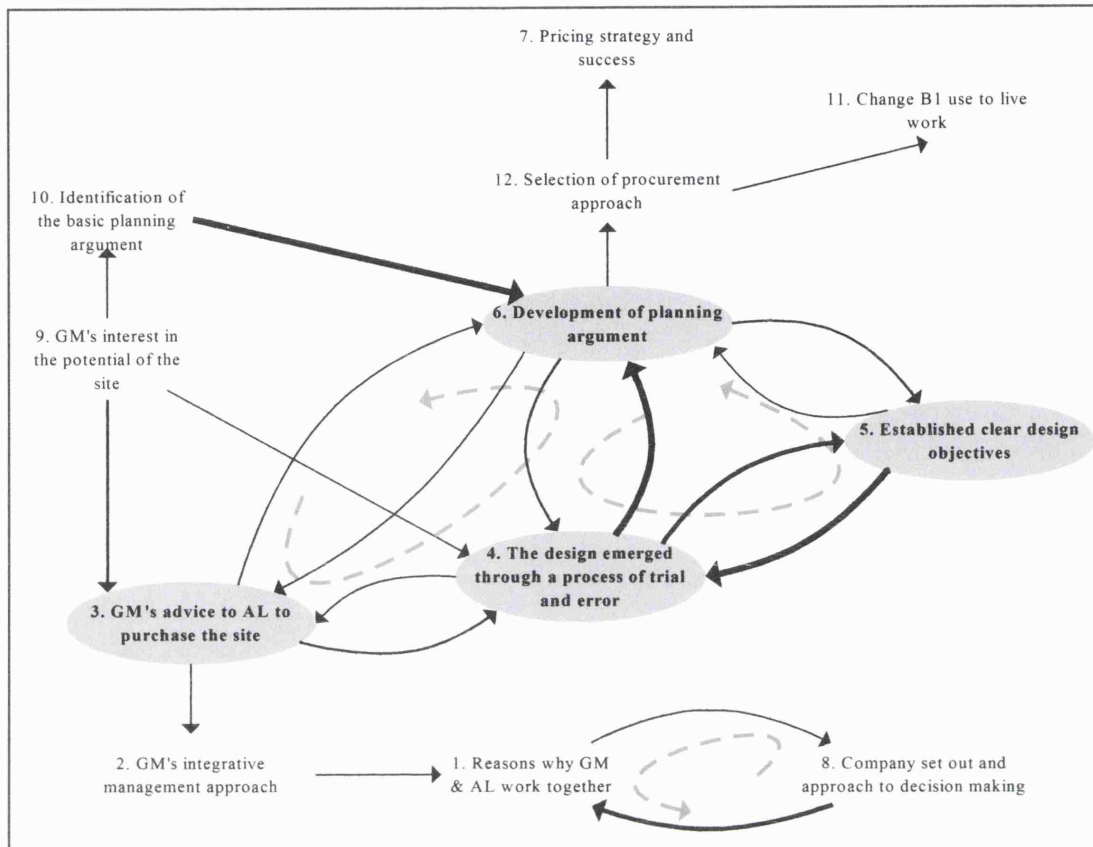 7. Pricing strategy and
success
11. Change B1 use to live
work
12. Selection of procurement
approach
10. Identification of
the basic planning
argument
6. Development of planning
argument
9. GM's interest in
the potential of the
site
5. Established clear design
objectives
4. The design emerged
through a process of trial
and error
3. GM's advice to AL to
purchase the site
2. GM's integrative
management approach
1. Reasons why GM
& AL work together
8. Company set out and
approach to decision making